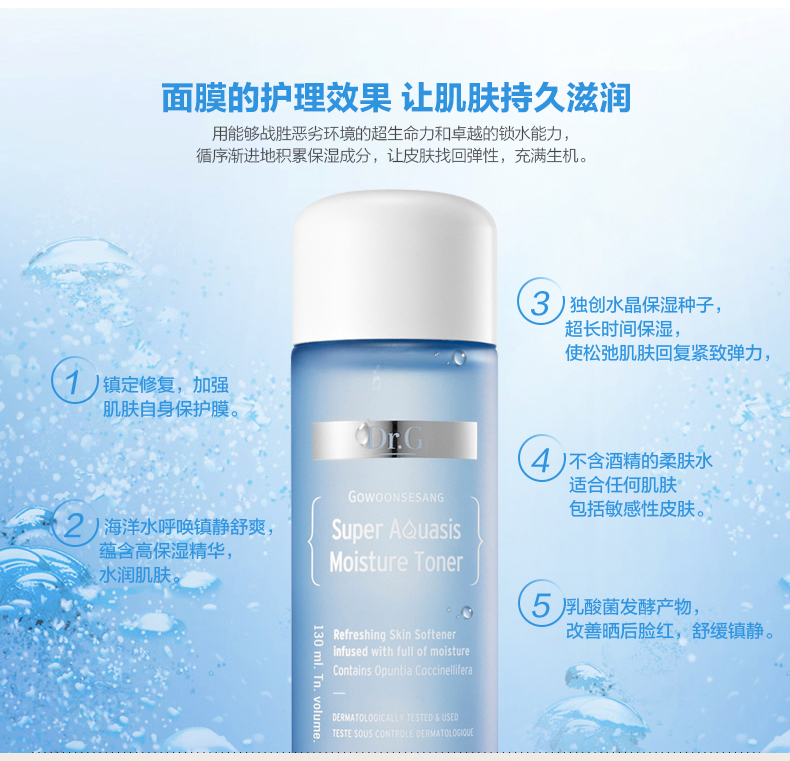 面膜的护理效果 让肌肤持久滋润
用能够战胜恶劣环境的超生命力和卓越的锁水能力，
循序渐进地积累保湿成分，让皮肤找回弹性，充满生机。
1 镇定修复，加强
肌肤自身保护膜。
2 海洋水呼唤镇静舒爽，
蕴含高保湿精华，
水润肌肤。
3 独创水晶保湿种子，
超长时间保湿，
使松弛肌肤回复紧致弹力，
4 不含酒精的柔肤水
适合任何肌肤
包括敏感性皮肤。
5 乳酸菌发酵产物，
改善晒后脸红，舒缓镇静。
Dr.G
GOWOONSESANG
Super Aquasis
Moisture Toner
Refreshing Skin Softener
infused with full of moisture
Contains Opuntia Coccinellifera
DERMATOLOGICALLY TESTED & USED
TESTE SOUS CONTROLE DERMATOLOGIQUE
130 ml. Tn. volume.